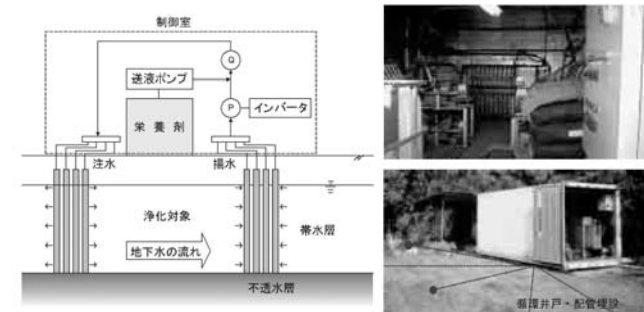 制御室
Q
送液ポンプ
P
インバータ
栄養剤
注水
揚水
浄化対象
帯水層
地下水の流れ
不透水層
循環井戸・配管埋設